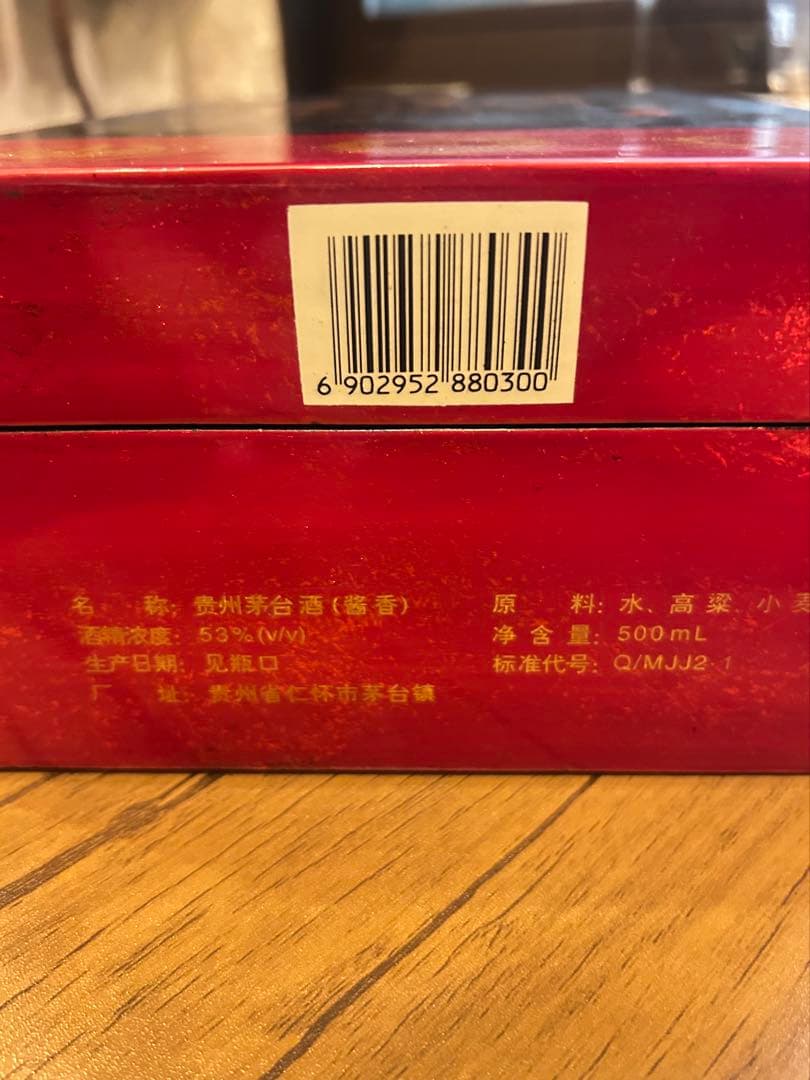 6 902952 880300
名 称: 贵州茅台酒(酱香)
酒精浓度: 53%(v/v)
生产日期: 见瓶口
厂 址: 贵州省仁怀市茅台镇
原 料: 水、高粱、小麦
净含量: 500mL
标准代号: Q/MJJ2·1